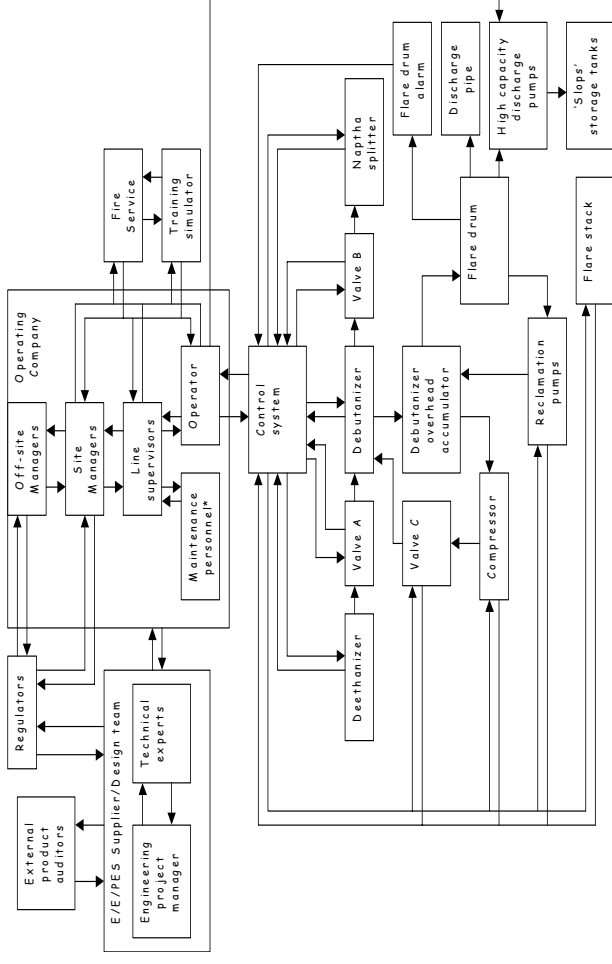 External
product
auditors
Regulators
Off-site
Managers
Operating
Company
Site
Managers
Line
supervisors
Maintenance
personnel*
Operator
Fire
Service
Training
simulator
E/E/PES Supplier/Design team
Engineering
project
manager
Technical
experts
Control
system
Flare drum
alarm
Discharge
pipe
High capacity
discharge
pumps
'Slops'
storage tanks
Deethanizer
Valve A
Debutanizer
Valve B
Naptha
splitter
Valve C
Debutanizer
overhead
accumulator
Flare drum
Compressor
Reclamation
pumps
Flare stack